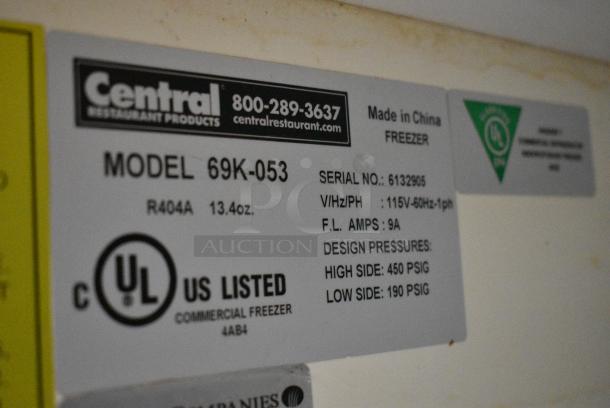 Central
RESTAURANT PRODUCTS
800-289-3637
centralrestaurant.com
Made in China
FREEZER
MODEL 69K-053
R404A 13.4oz.
SERIAL NO.: 6132905
V/Hz/PH : 115V-60Hz-1ph
F.L. AMPS : 9A
DESIGN PRESSURES:
HIGH SIDE: 450 PSIG
LOW SIDE: 190 PSIG
C UL US LISTED
COMMERCIAL FREEZER
4AB4
PCI
AUCTION
UL
COMPANIES